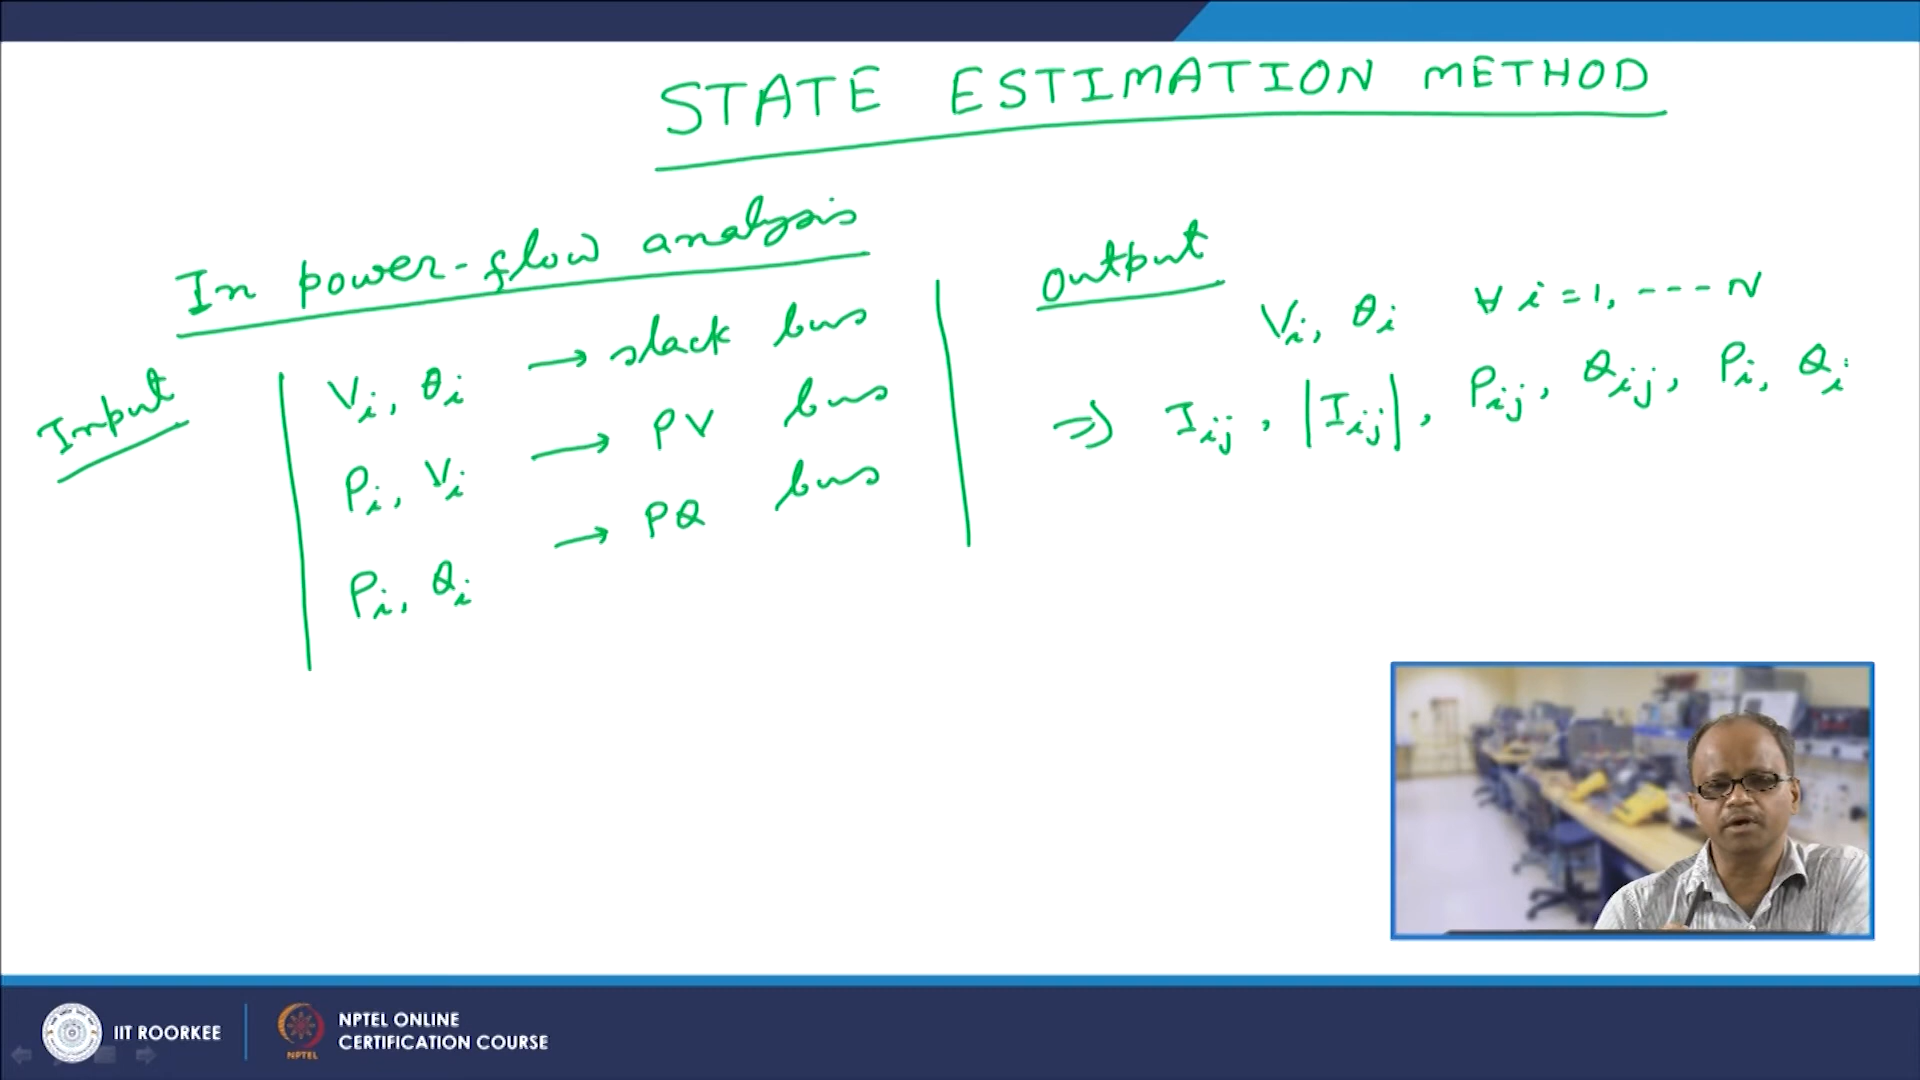 STATE ESTIMATION METHOD
In power-flow analysis
Input
Vi, θi → slack bus
Pi, Vi → PV bus
Pi, Qi → PQ bus
Output
Vi, θi ∀ i = 1, ---- N
⇒ Iij, |Iij|, Pij, Qij, Pi, Qi
IIT ROORKEE
NPTEL
NPTEL ONLINE
CERTIFICATION COURSE